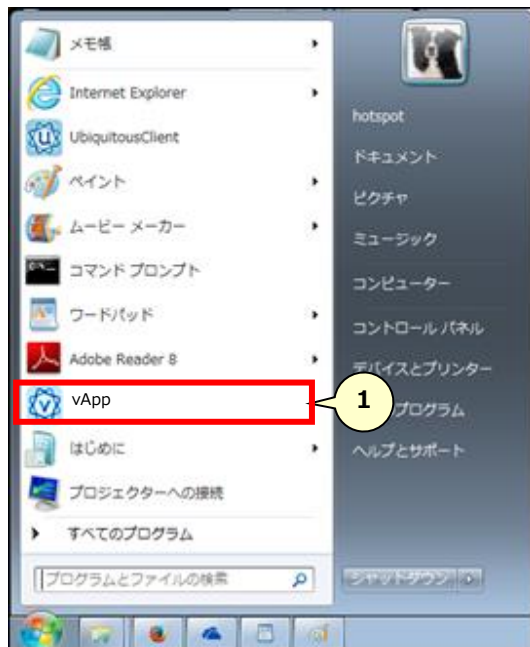 メモ帳
Internet Explorer
UbiquitousClient
ペイント
ムービー メーカー
コマンド プロンプト
ワードパッド
Adobe Reader 8
vApp
はじめに
プロジェクターへの接続
すべてのプログラム
プログラムとファイルの検索
hotspot
ドキュメント
ピクチャ
ミュージック
コンピューター
コントロール パネル
デバイスとプリンター
1
プログラム
ヘルプとサポート
シャットダウン